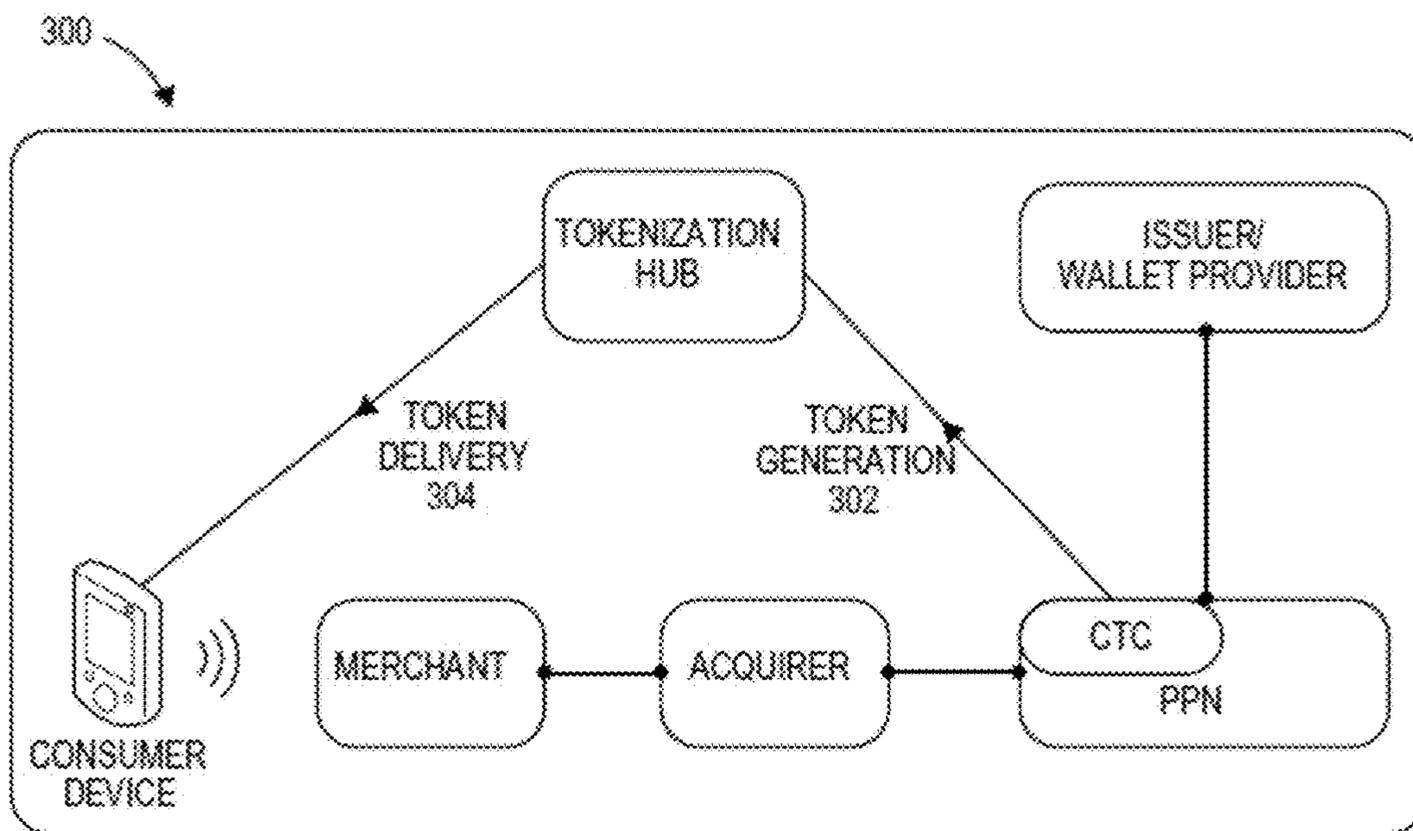 300
TOKENIZATION
HUB
ISSUER/
WALLET PROVIDER
TOKEN
DELIVERY
304
TOKEN
GENERATION
302
CONSUMER
DEVICE
MERCHANT
ACQUIRER
CTC
PPN